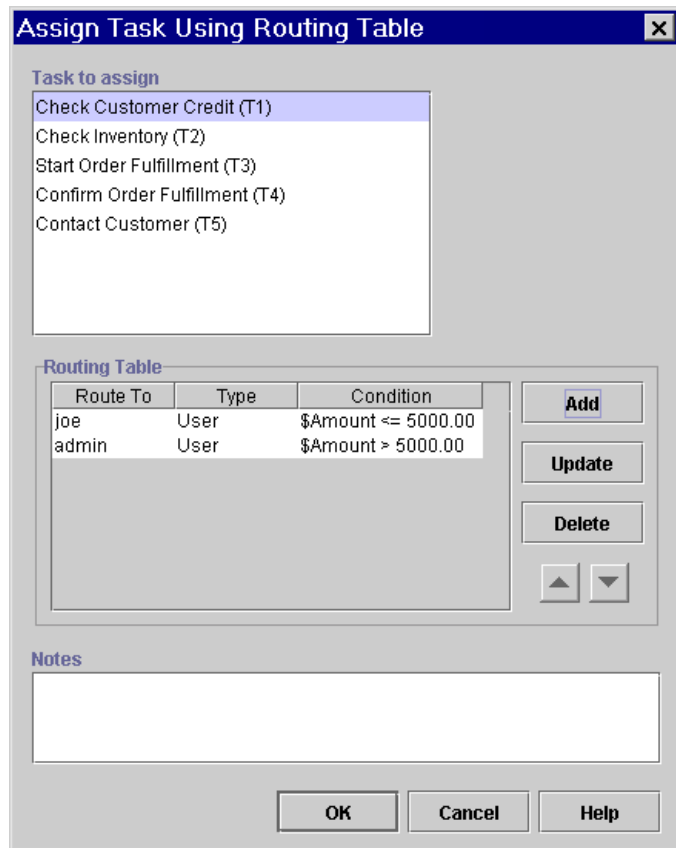 Assign Task Using Routing Table
Task to assign
Check Customer Credit (T1)
Check Inventory (T2)
Start Order Fulfillment (T3)
Confirm Order Fulfillment (T4)
Contact Customer (T5)
Routing Table
Route To Type Condition
joe User $Amount <= 5000.00
admin User $Amount > 5000.00
Add
Update
Delete
Notes
OK Cancel Help